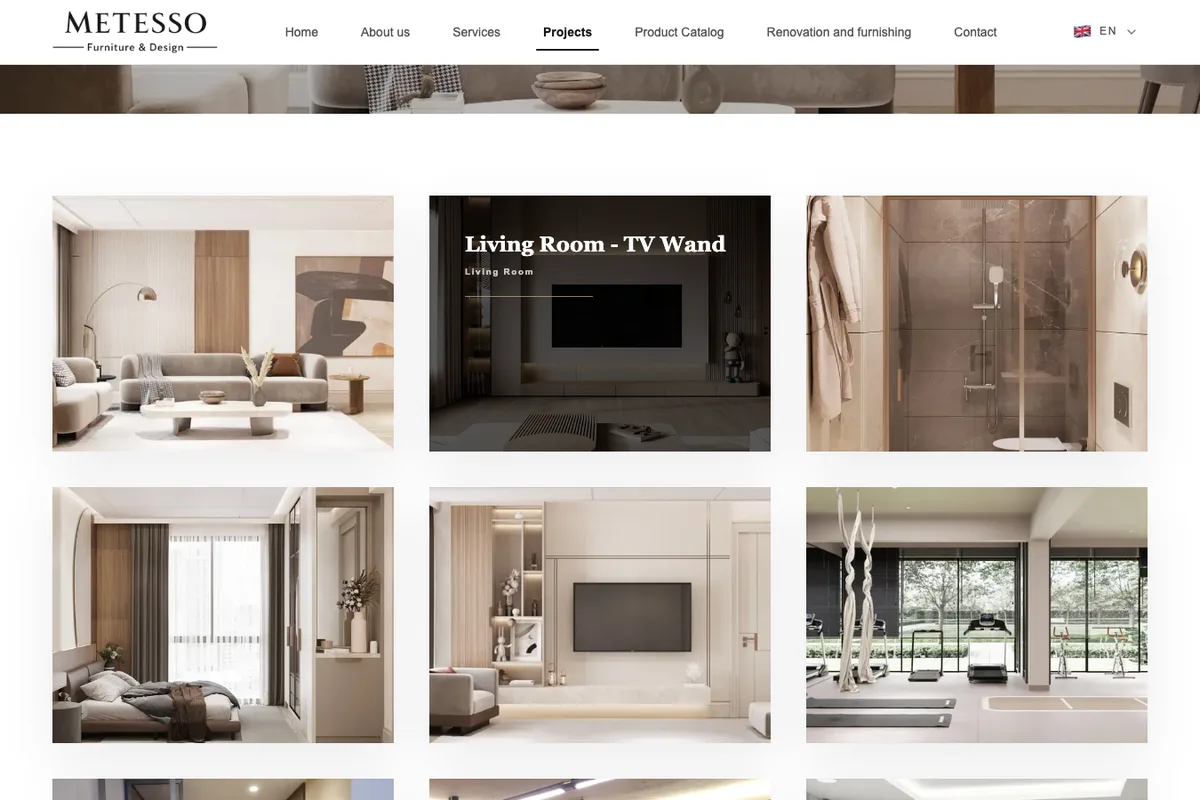 METESSO
Furniture & Design
Home
About us
Services
Projects
Product Catalog
Renovation and furnishing
Contact
EN
Living Room - TV Wand
Living Room